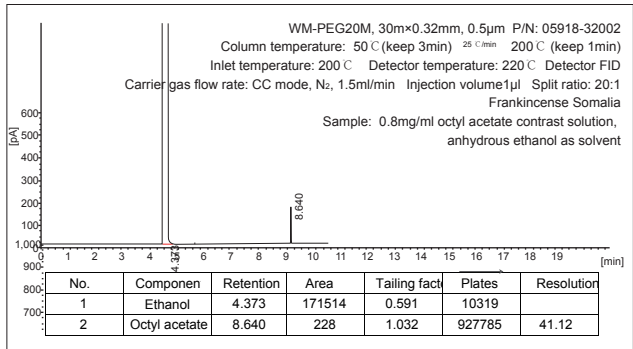 WM-PEG20M, 30m×0.32mm, 0.5μm P/N: 05918-32002
Column temperature: 50℃(keep 3min) 25℃/min 200℃ (keep 1min)
Inlet temperature: 200℃ Detector temperature: 220℃ Detector FID
Carrier gas flow rate: CC mode, N₂, 1.5ml/min Injection volume1μl Split ratio: 20:1
Frankincense Somalia
Sample: 0.8mg/ml octyl acetate contrast solution,
anhydrous ethanol as solvent
[pA]
600
500
400
300
200
100
1,000
900
800
700
4.373
8.640
0 1 2 3 4 6 7 8 9 10 11 12 13 14 15 16 17 18 19 [min]
No. Componen Retention Area Tailing facto Plates Resolution
1 Ethanol 4.373 171514 0.591 10319
2 Octyl acetate 8.640 228 1.032 927785 41.12